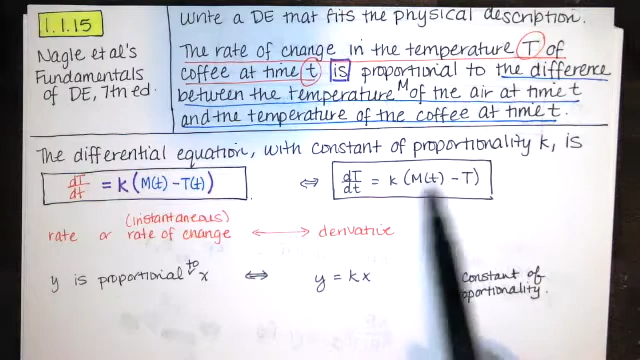 1.1.15
Nagle et al's
Fundamentals
of DE, 7th ed.
Write a DE that fits the physical description.
The rate of change in the temperature T of
coffee at time t is proportional to the difference
between the temperature M of the air at time t
and the temperature of the coffee at time t.
The differential equation, with constant of proportionality k, is
dT/dt = k (M(t) - T(t)) ⇔ dT/dt = k (M(t) - T)
(instantaneous)
rate or rate of change ⟷ derivative
y is proportional to x ⇔ y = kx
constant of